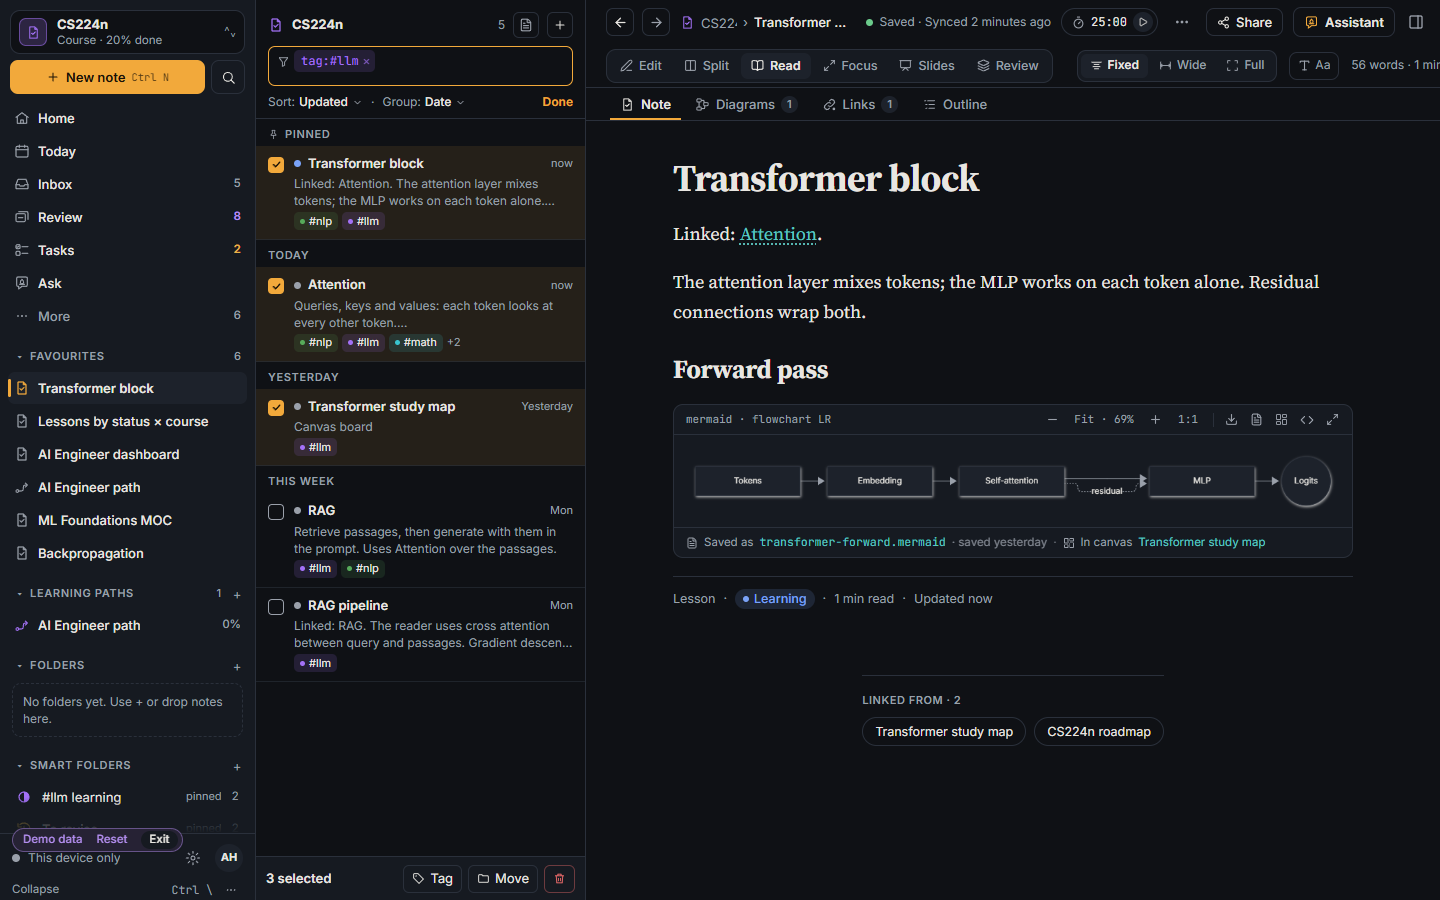 CS224n
Course · 20% done
+ New note Ctrl N
Home
Today
Inbox 5
Review 8
Tasks 2
Ask
More 6
FAVOURITES 6
Transformer block
Lessons by status × course
AI Engineer dashboard
AI Engineer path
ML Foundations MOC
Backpropagation
LEARNING PATHS 1 +
AI Engineer path 0%
FOLDERS +
No folders yet. Use + or drop notes
here.
SMART FOLDERS +
#llm learning pinned 2
Demo data Reset Exit
This device only AH
Collapse Ctrl \ ···
CS224n 5
tag:#llm ×
Sort: Updated · Group: Date Done
PINNED
Transformer block now
Linked: Attention. The attention layer mixes
tokens; the MLP works on each token alone....
#nlp #llm
TODAY
Attention now
Queries, keys and values: each token looks at
every other token....
#nlp #llm #math +2
YESTERDAY
Transformer study map Yesterday
Canvas board
#llm
THIS WEEK
RAG Mon
Retrieve passages, then generate with them in
the prompt. Uses Attention over the passages.
#llm #nlp
RAG pipeline Mon
Linked: RAG. The reader uses cross attention
between query and passages. Gradient descen...
#llm
3 selected Tag Move
CS22 › Transformer ... Saved · Synced 2 minutes ago 25:00 ··· Share Assistant
Edit Split Read Focus Slides Review Fixed Wide Full Aa 56 words · 1 min
Note Diagrams 1 Links 1 Outline
Transformer block
Linked: Attention.
The attention layer mixes tokens; the MLP works on each token alone. Residual
connections wrap both.
Forward pass
mermaid · flowchart LR − Fit · 69% + 1:1
Tokens Embedding Self-attention residual MLP Logits
Saved as transformer-forward.mermaid · saved yesterday · In canvas Transformer study map
Lesson · Learning · 1 min read · Updated now
LINKED FROM · 2
Transformer study map CS224n roadmap